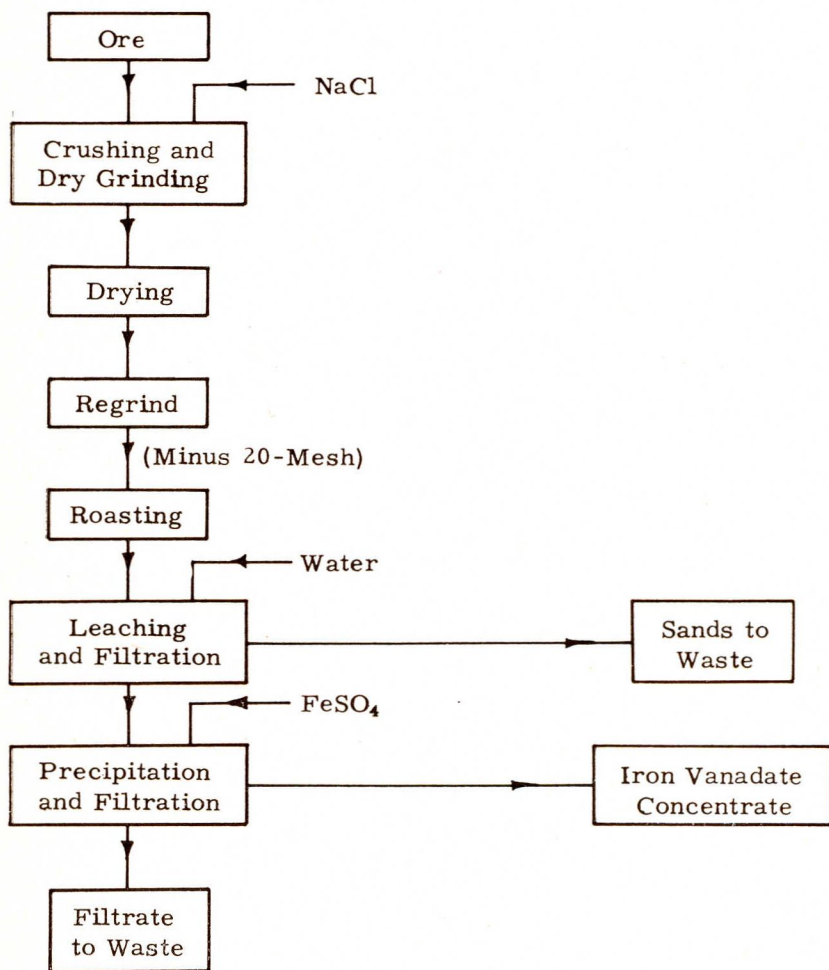 Ore
NaCl
Crushing and
Dry Grinding
Drying
Regrind
(Minus 20-Mesh)
Roasting
Water
Leaching
and Filtration
Sands to
Waste
FeSO₄
Precipitation
and Filtration
Iron Vanadate
Concentrate
Filtrate
to Waste